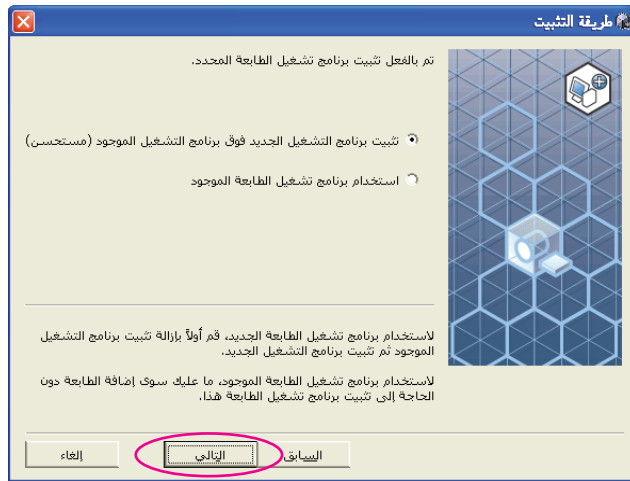 طريقة التثبيت
تم بالفعل تثبيت برنامج تشغيل الطابعة المحدد.
تثبيت برنامج التشغيل الجديد فوق برنامج التشغيل الموجود (مستحسن)
استخدام برنامج تشغيل الطابعة الموجود
لاستخدام برنامج تشغيل الطابعة الجديد، قم أولاً بإزالة تثبيت برنامج التشغيل
الموجود ثم تثبيت برنامج التشغيل الجديد.
لاستخدام برنامج تشغيل الطابعة الموجود، ما عليك سوى إضافة الطابعة دون
الحاجة إلى تثبيت برنامج تشغيل الطابعة هذا.
السابق
التالي
إلغاء